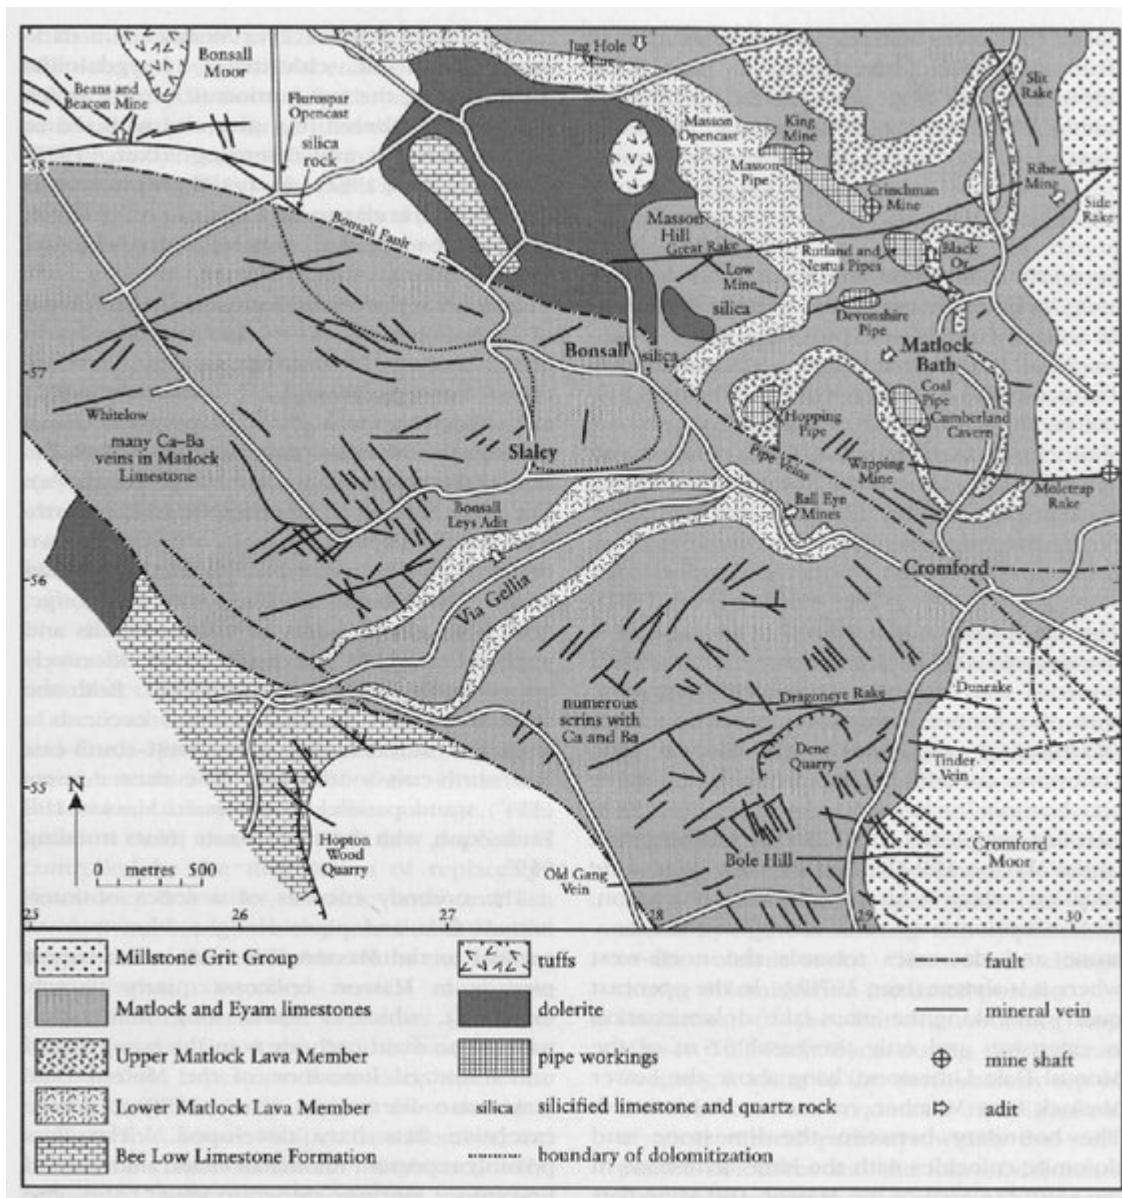 Bonsall
Moor
Jug Hole
Mine
Slit
Rake
Beans and
Beacon Mine
Fluruspar
Opencast
silica
rock
Masson
Opencast
King
Mine
Masson
Pipe
58
Crinchman
Mine
Ribe
Ming
Side
Rake
Bonsall Fault
Masson
Hill
Great Rake
Low
Mine
Rutland and
Nestus Pipes
Black
Ox
silica
Devonshire
Pipe
Bonsall
silica
Matlock
Bath
57
Whitelow
many Ca–Ba
veins in Matlock
Limestone
Coal
Pipe
Hopping
Pipe
Cumberland
Cavern
Slaley
Pipe Veins
Wapping
Mine
Moletrap
Rake
Bonsall
Leys Adit
Ball Eye
Mines
56
Via Gellia
Cromford
numerous
scrins with
Ca and Ba
Dragoneye Rake
Dunrake
Dene
Quarry
Tinder
Vein
55
N
0 metres 500
Hopton
Wood
Quarry
Bole Hill
Cromford
Moor
Old Gang
Vein
25
26
28
29
30
Millstone Grit Group
tuffs
fault
Matlock and Eyam limestones
dolerite
mineral vein
Upper Matlock Lava Member
pipe workings
air shaft
Lower Matlock Lava Member
silica silicified limestone and quartz rock
adit
Bee Low Limestone Formation
boundary of dolomitization